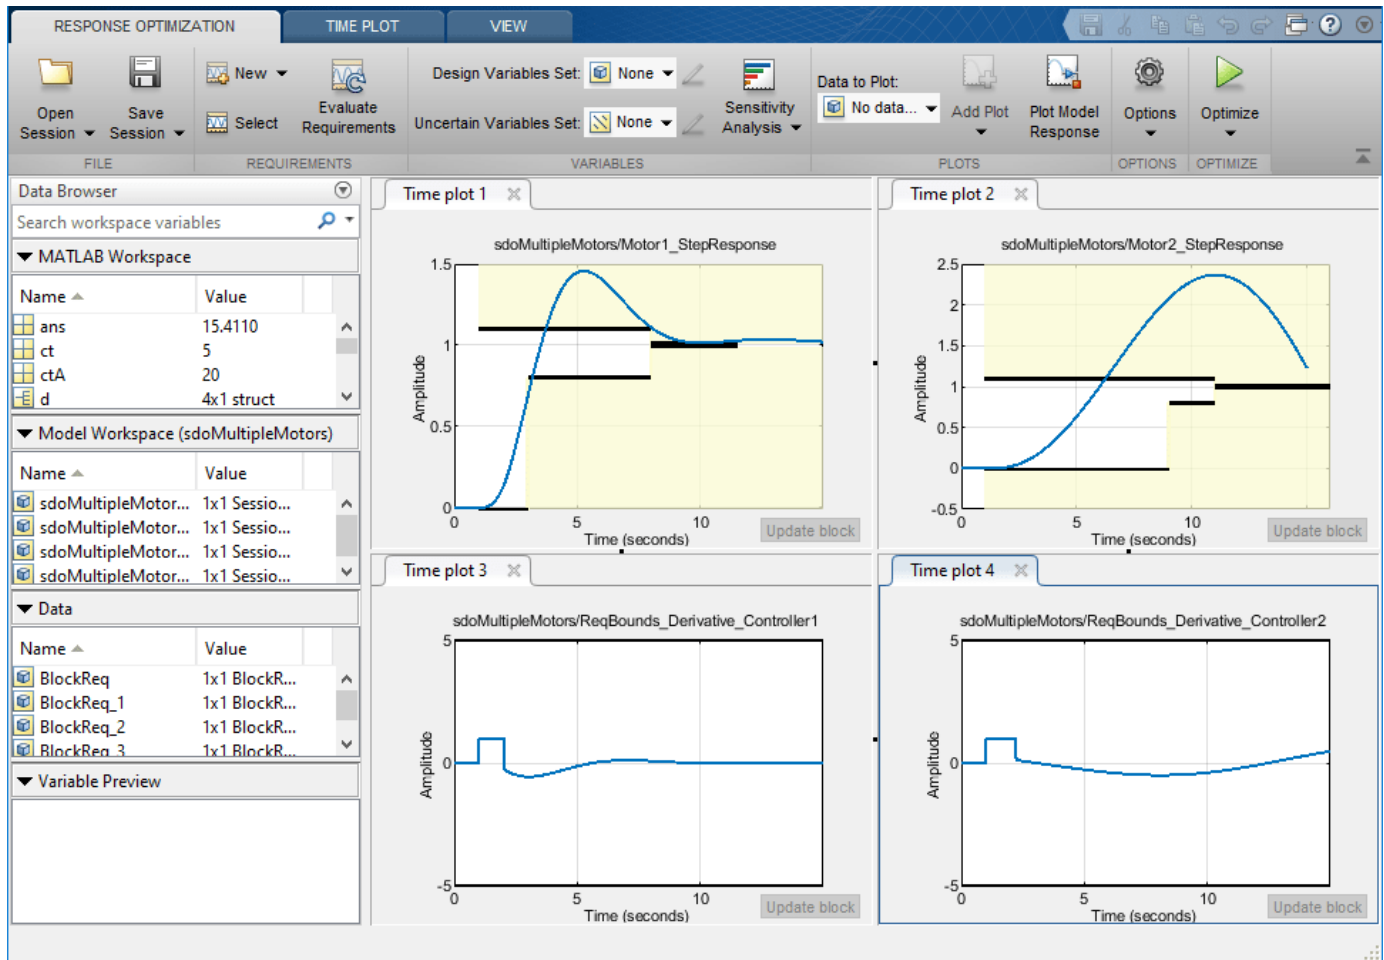 RESPONSE OPTIMIZATION TIME PLOT VIEW
Open Session Save Session New Select Evaluate Requirements
Design Variables Set: None
Uncertain Variables Set: None
Sensitivity Analysis
Data to Plot:
No data...
Add Plot Plot Model Response Options Optimize
FILE REQUIREMENTS VARIABLES PLOTS OPTIONS OPTIMIZE
Data Browser
Search workspace variables
MATLAB Workspace
Name Value
ans 15.4110
ct 5
ctA 20
d 4x1 struct
Model Workspace (sdoMultipleMotors)
Name Value
sdoMultipleMotor... 1x1 Sessio...
sdoMultipleMotor... 1x1 Sessio...
sdoMultipleMotor... 1x1 Sessio...
sdoMultipleMotor... 1x1 Sessio...
Data
Name Value
BlockReq 1x1 BlockR...
BlockReq_1 1x1 BlockR...
BlockReq_2 1x1 BlockR...
BlockReq_3 1x1 BlockR...
Variable Preview
Time plot 1
sdoMultipleMotors/Motor1_StepResponse
1.5
1
0.5
0
Amplitude
0 5 10
Time (seconds)
Update block
Time plot 2
sdoMultipleMotors/Motor2_StepResponse
2.5
2
1.5
1
0.5
0
-0.5
Amplitude
0 5 10
Time (seconds)
Update block
Time plot 3
sdoMultipleMotors/ReqBounds_Derivative_Controller1
5
0
-5
Amplitude
0 5 10
Time (seconds)
Update block
Time plot 4
sdoMultipleMotors/ReqBounds_Derivative_Controller2
5
0
-5
Amplitude
0 5 10
Time (seconds)
Update block